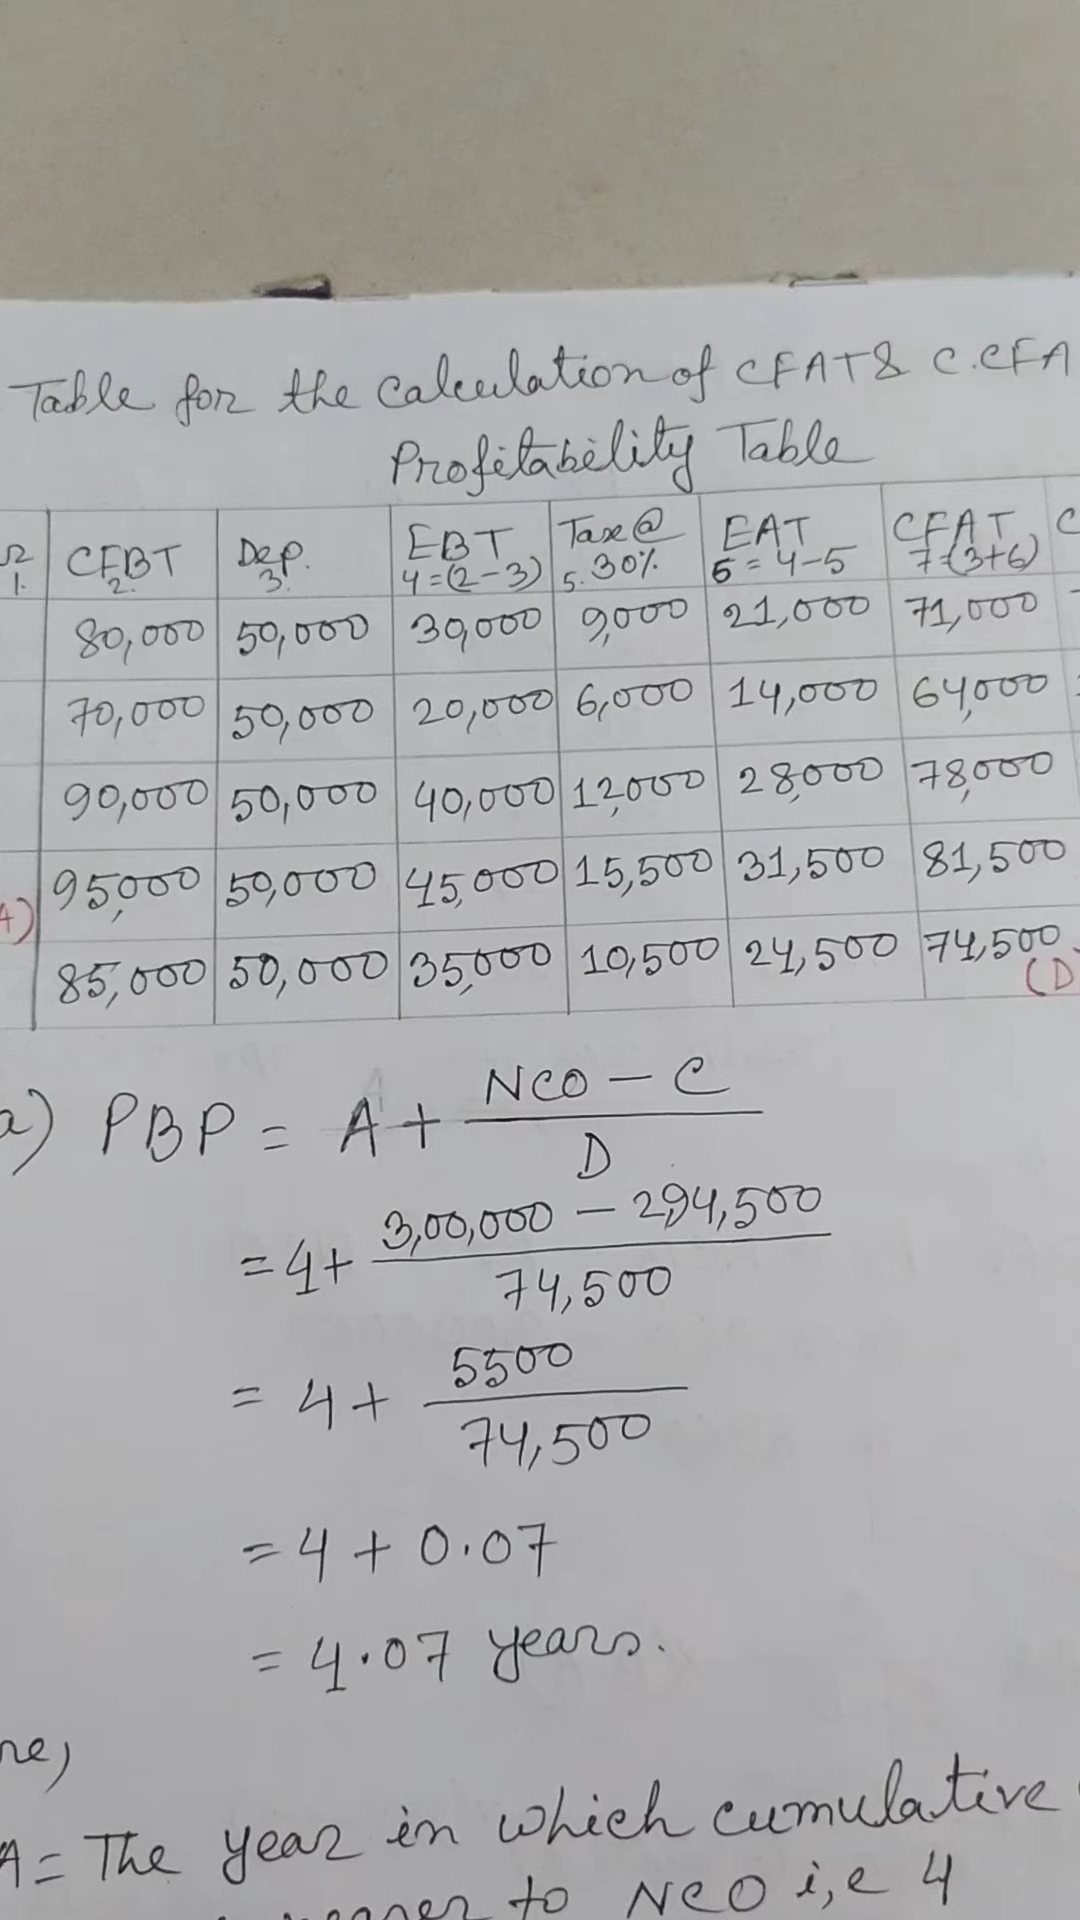 Table for the Calculation of CFAT & C.CFA
Profitability Table
CFBT Dep. EBT Tax @ EAT CFAT C
1. 2. 3. 4=(2-3) 5. 30% 6 = 4-5 7=(3+6)
80,000 50,000 30,000 9,000 21,000 71,000
70,000 50,000 20,000 6,000 14,000 64,000
90,000 50,000 40,000 12,000 28,000 78,000
95,000 50,000 45,000 15,500 31,500 81,500
A)
85,000 50,000 35,000 10,500 24,500 74,500
(D
a) PBP = A + NCO - C
D
= 4 + 3,00,000 - 294,500
74,500
= 4 + 5500
74,500
= 4 + 0.07
= 4.07 years.
re,
A = The year in which cumulative
to NCO i,e 4